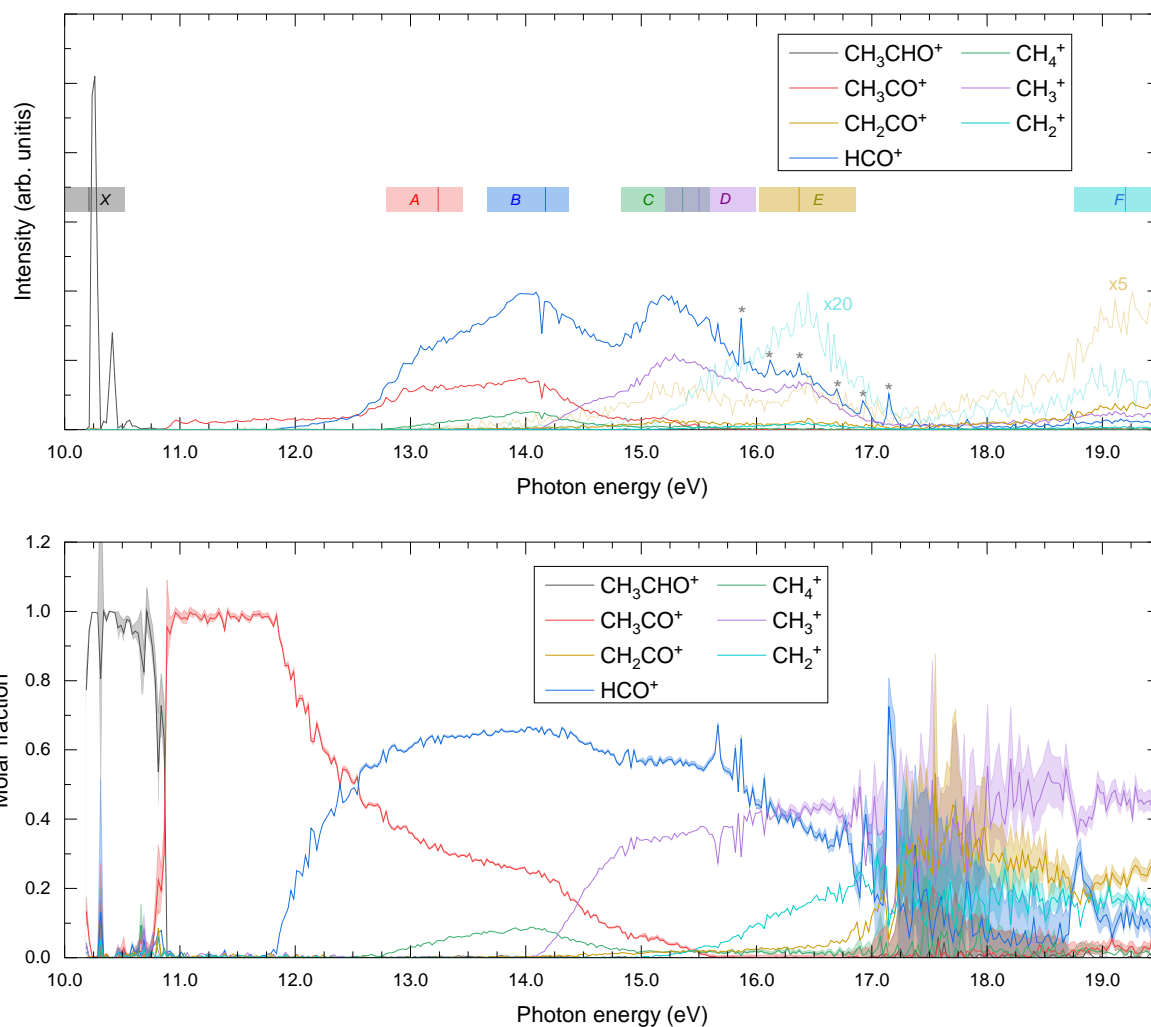 CH₃CHO⁺ CH₄⁺
CH₃CO⁺ CH₃⁺
CH₂CO⁺ CH₂⁺
HCO⁺
X A B C D E F
x20 x5
* * * * * *
Intensity (arb. unitis)
10.0 11.0 12.0 13.0 14.0 15.0 16.0 17.0 18.0 19.0
Photon energy (eV)
1.2
1.0
0.8
0.6
0.4
0.2
0.0
CH₃CHO⁺ CH₄⁺
CH₃CO⁺ CH₃⁺
CH₂CO⁺ CH₂⁺
HCO⁺
Molar fraction
10.0 11.0 12.0 13.0 14.0 15.0 16.0 17.0 18.0 19.0
Photon energy (eV)